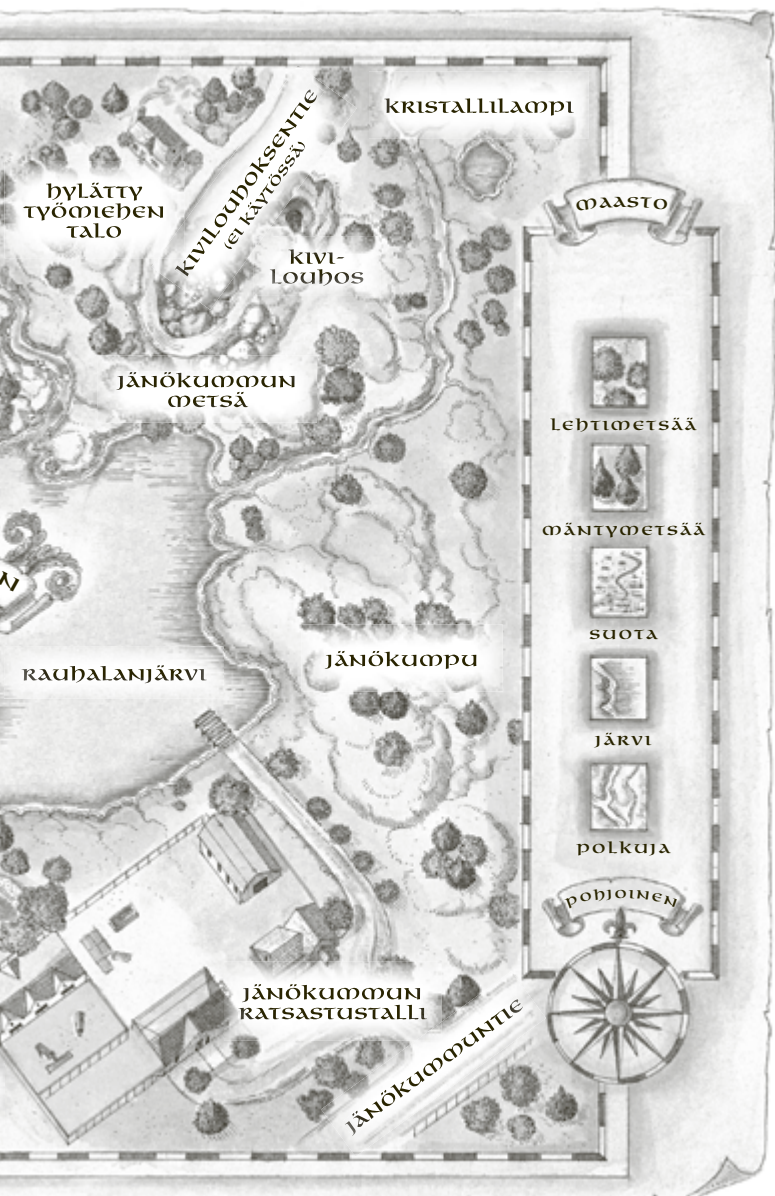 KRISTALLILAMPI
KIVILOUHOKSENTIE
(EI KÄYTÖSSÄ)
HYLÄTTY
TYÖMIEHEN
TALO
KIVI-
LOUHOS
JÄNÖKUMMUN
METSÄ
N
RAUHALANJÄRVI
JÄNÖKUMPU
JÄNÖKUMMUN
RATSASTUSTALLI
JÄNÖKUMMUNTIE
MAASTO
LEHTIMETSÄÄ
MÄNTYMETSÄÄ
SUOTA
JÄRVI
POLKUJA
POHJOINEN